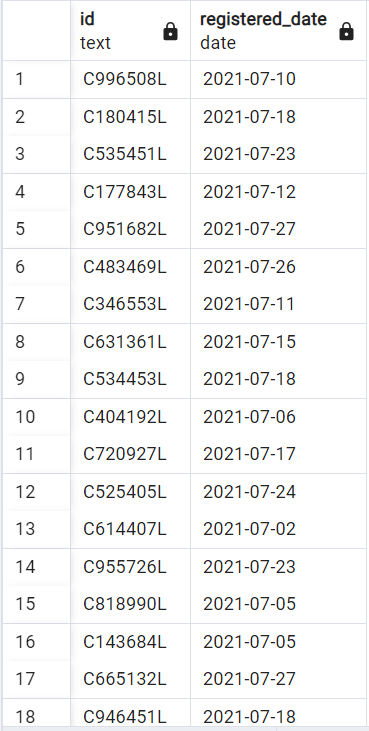 id registered_date
text date
1 C996508L 2021-07-10
2 C180415L 2021-07-18
3 C535451L 2021-07-23
4 C177843L 2021-07-12
5 C951682L 2021-07-27
6 C483469L 2021-07-26
7 C346553L 2021-07-11
8 C631361L 2021-07-15
9 C534453L 2021-07-18
10 C404192L 2021-07-06
11 C720927L 2021-07-17
12 C525405L 2021-07-24
13 C614407L 2021-07-02
14 C955726L 2021-07-23
15 C818990L 2021-07-05
16 C143684L 2021-07-05
17 C665132L 2021-07-27
18 C946451L 2021-07-18